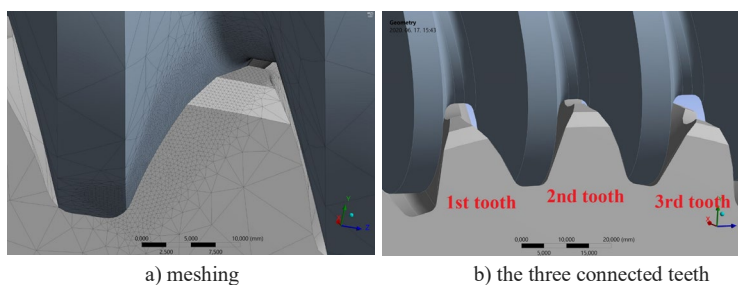 Geometry
0,000
5,000
10,000 (mm)
2,500
7,500
Y
Z
a) meshing
1st tooth
2nd tooth
3rd tooth
X
0,000
10,000
20,000 (mm)
5,000
15,000
b) the three connected teeth